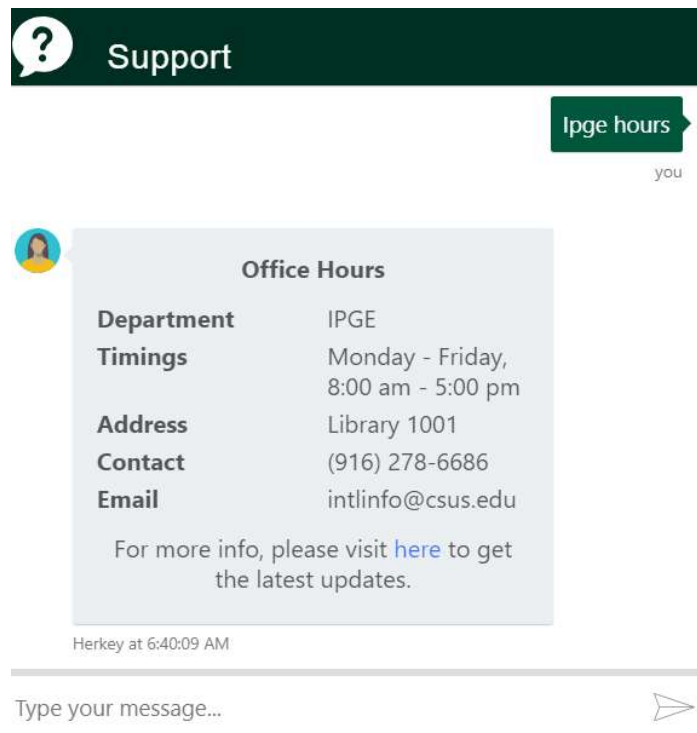 ?
Support
Ipge hours
you
Office Hours
Department IPGE
Timings Monday - Friday,
8:00 am - 5:00 pm
Address Library 1001
Contact (916) 278-6686
Email intlinfo@csus.edu
For more info, please visit here to get
the latest updates.
Herkey at 6:40:09 AM
Type your message...